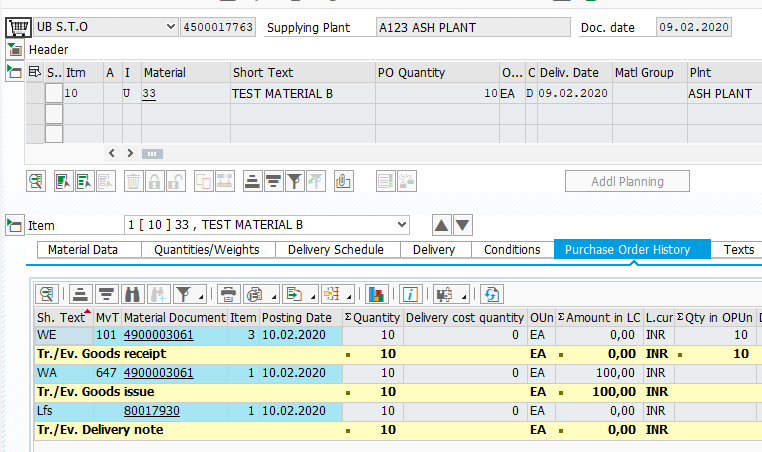 UB S.T.O 4500017763 Supplying Plant A123 ASH PLANT Doc. date 09.02.2020
Header
S.. Itm A I Material Short Text PO Quantity O... C Deliv. Date Matl Group Plnt
10 U 33 TEST MATERIAL B 10 EA D 09.02.2020 ASH PLANT
Addl Planning
Item 1 [ 10 ] 33 , TEST MATERIAL B
Material Data Quantities/Weights Delivery Schedule Delivery Conditions Purchase Order History Texts
Sh. Text MvT Material Document Item Posting Date Σ Quantity Delivery cost quantity OUn Σ Amount in LC L.cur Σ Qty in OPUn D
WE 101 4900003061 3 10.02.2020 10 0 EA 0,00 INR 10
Tr./Ev. Goods receipt ▪ 10 EA ▪ 0,00 INR ▪ 10
WA 647 4900003061 1 10.02.2020 10 0 EA 100,00 INR
Tr./Ev. Goods issue ▪ 10 EA ▪ 100,00 INR
Lfs 80017930 1 10.02.2020 10 0 EA 0,00 INR
Tr./Ev. Delivery note ▪ 10 EA ▪ 0,00 INR